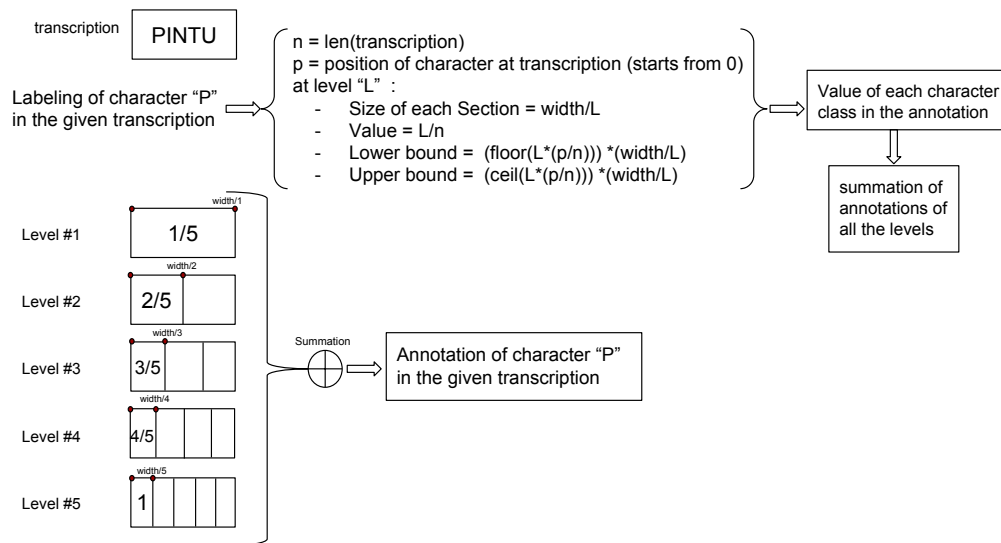 transcription
PINTU
Labeling of character “P”
in the given transcription
n = len(transcription)
p = position of character at transcription (starts from 0)
at level “L” :
- Size of each Section = width/L
- Value = L/n
- Lower bound = (floor(L*(p/n))) *(width/L)
- Upper bound = (ceil(L*(p/n))) *(width/L)
Value of each character
class in the annotation
summation of
annotations of
all the levels
width/1
Level #1
1/5
width/2
Level #2
2/5
width/3
Level #3
3/5
width/4
Level #4
4/5
width/5
Level #5
1
Summation
Annotation of character “P”
in the given transcription